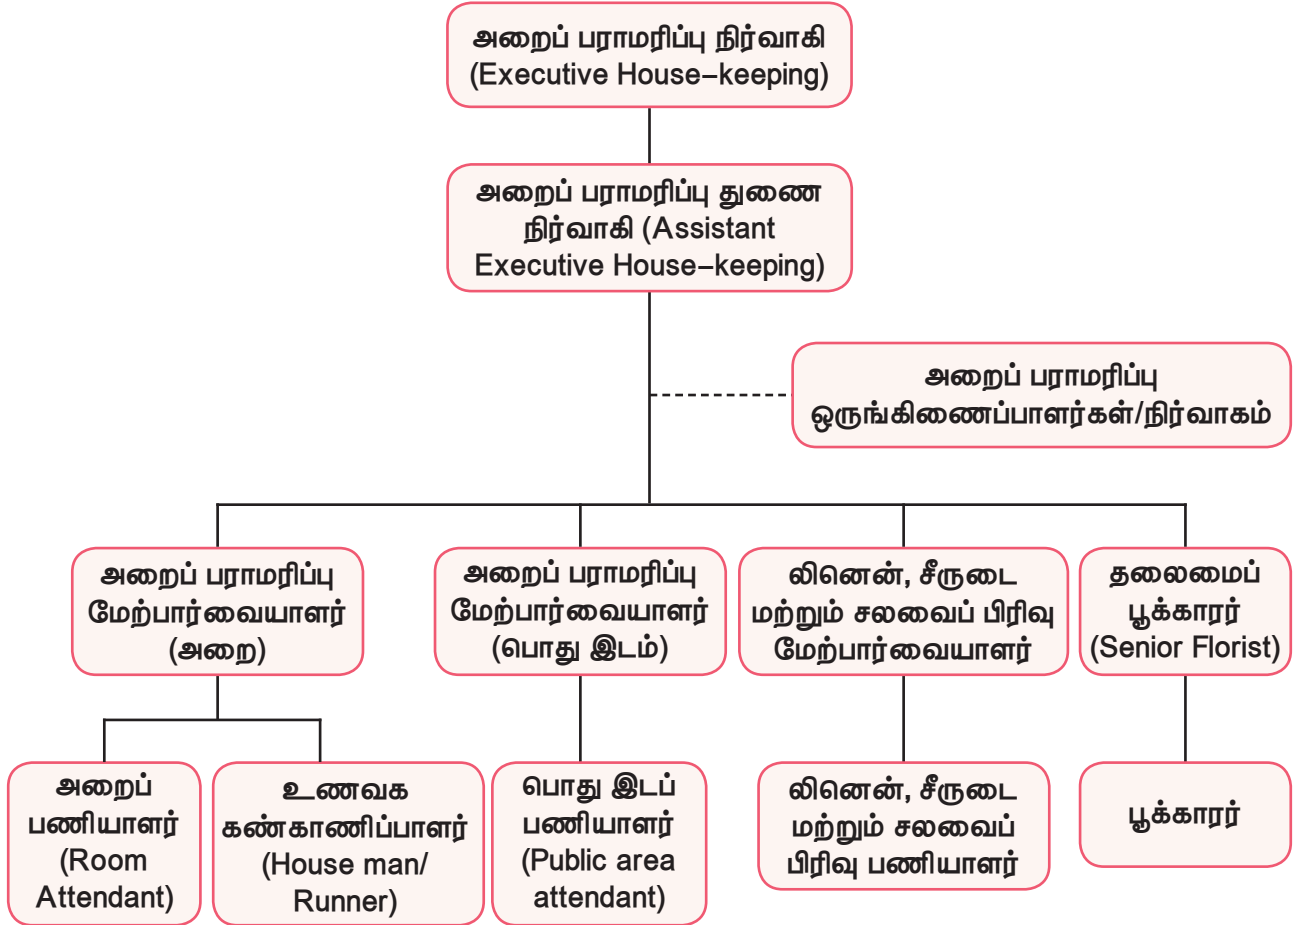 அறைப் பராமரிப்பு நிர்வாகி
(Executive House–keeping)
அறைப் பராமரிப்பு துணை
நிர்வாகி (Assistant
Executive House–keeping)
அறைப் பராமரிப்பு
ஒருங்கிணைப்பாளர்கள்/நிர்வாகம்
அறைப் பராமரிப்பு
மேற்பார்வையாளர்
(அறை)
அறைப் பராமரிப்பு
மேற்பார்வையாளர்
(பொது இடம்)
லினென், சீருடை
மற்றும் சலவைப் பிரிவு
மேற்பார்வையாளர்
தலைமைப்
பூக்காரர்
(Senior Florist)
அறைப்
பணியாளர்
(Room
Attendant)
உணவக
கண்காணிப்பாளர்
(House man/
Runner)
பொது இடப்
பணியாளர்
(Public area
attendant)
லினென், சீருடை
மற்றும் சலவைப்
பிரிவு பணியாளர்
பூக்காரர்